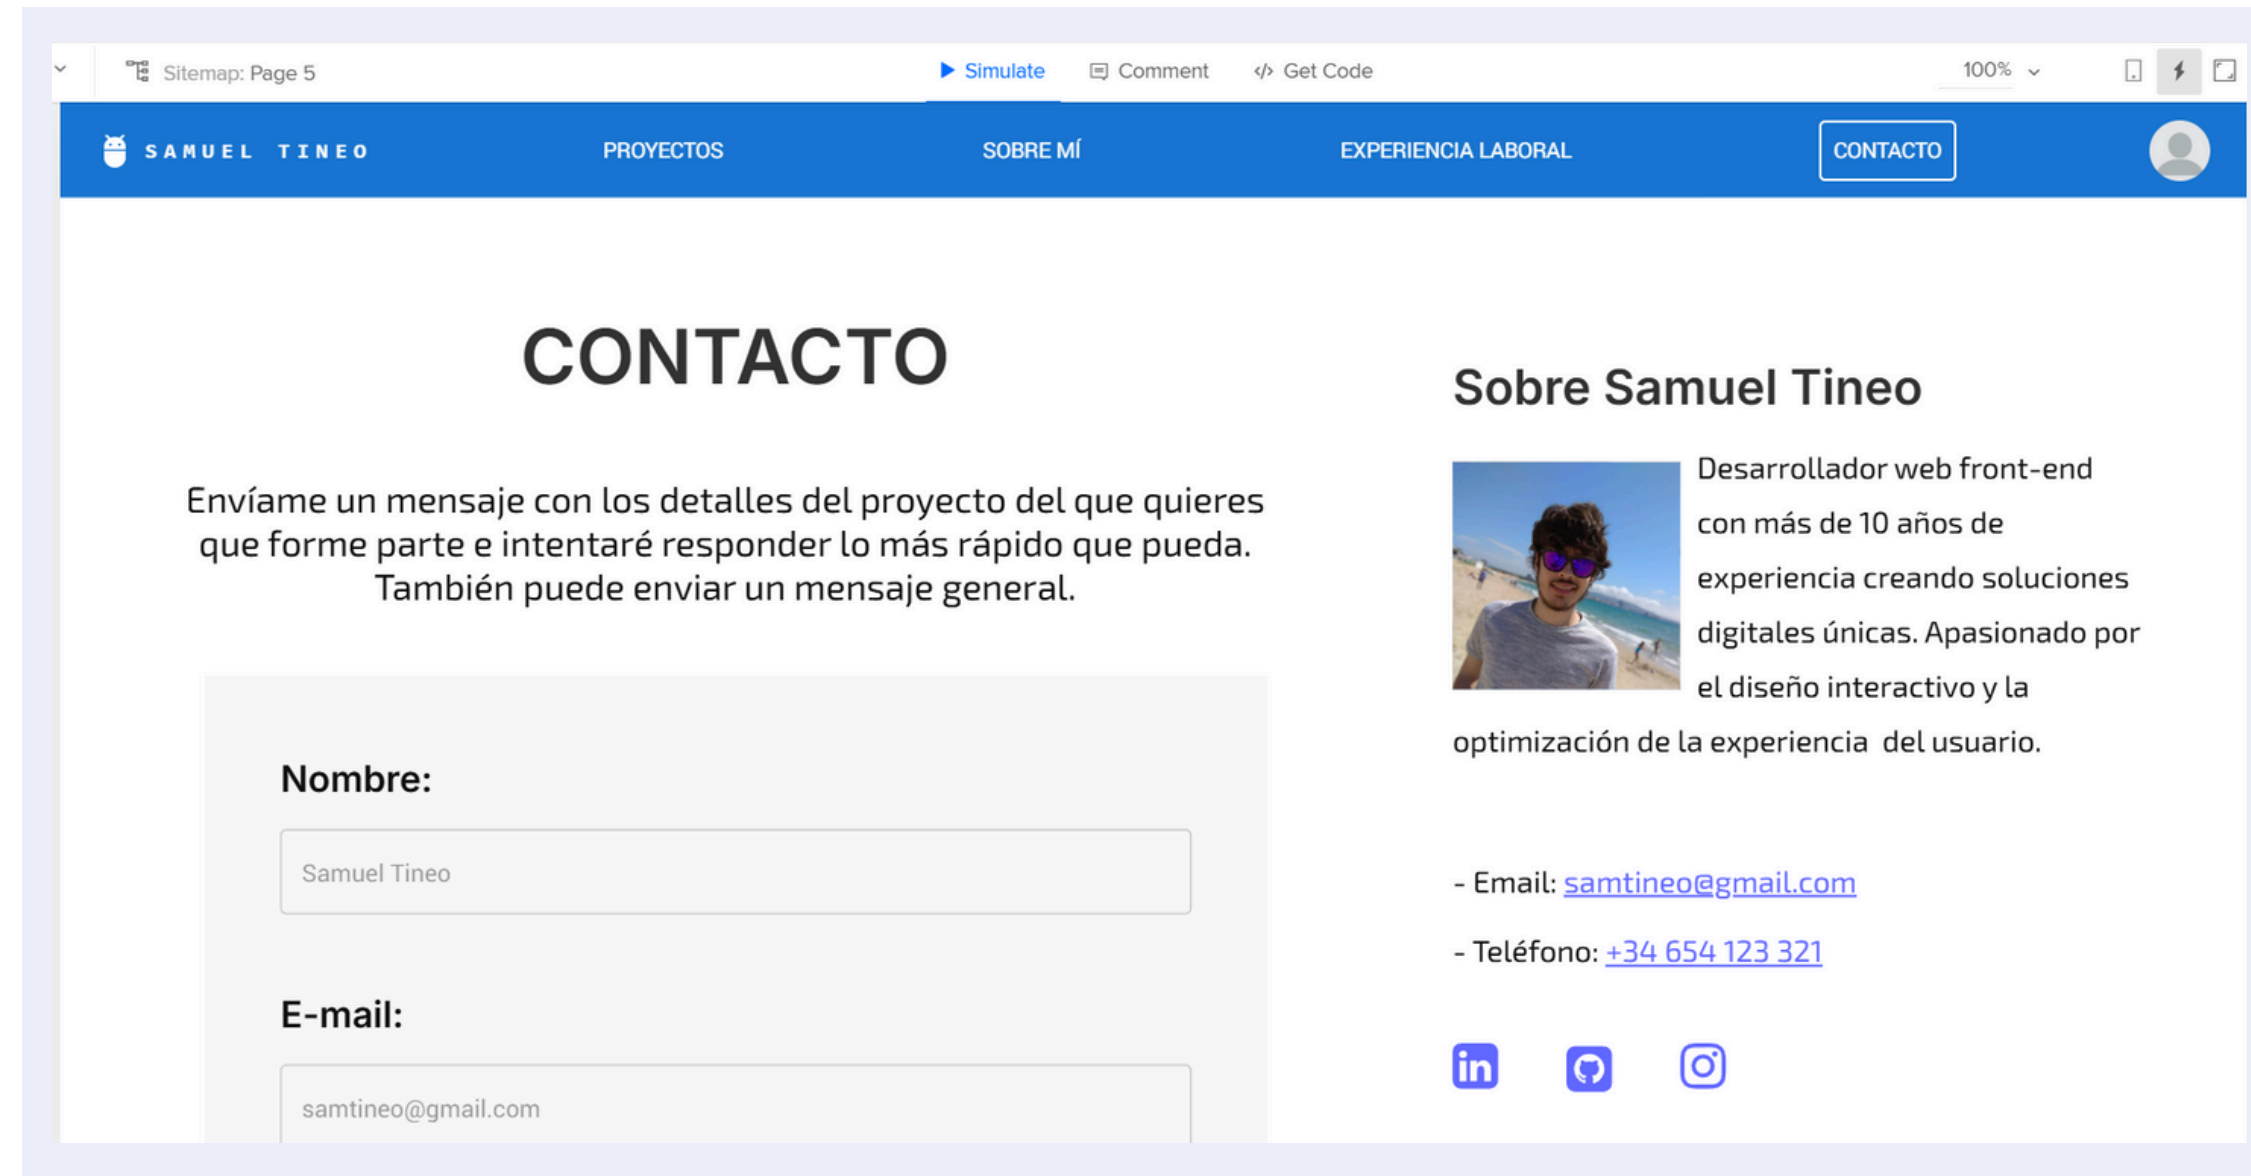 Sitemap: Page 5
Simulate
Comment
</> Get Code
100%
SAMUEL TINEO
PROYECTOS
SOBRE MÍ
EXPERIENCIA LABORAL
CONTACTO
CONTACTO
Envíame un mensaje con los detalles del proyecto del que quieres
que forme parte e intentaré responder lo más rápido que pueda.
También puede enviar un mensaje general.
Nombre:
Samuel Tineo
E-mail:
samtineo@gmail.com
Sobre Samuel Tineo
Desarrollador web front-end
con más de 10 años de
experiencia creando soluciones
digitales únicas. Apasionado por
el diseño interactivo y la
optimización de la experiencia  del usuario.
- Email: samtineo@gmail.com
- Teléfono: +34 654 123 321
in